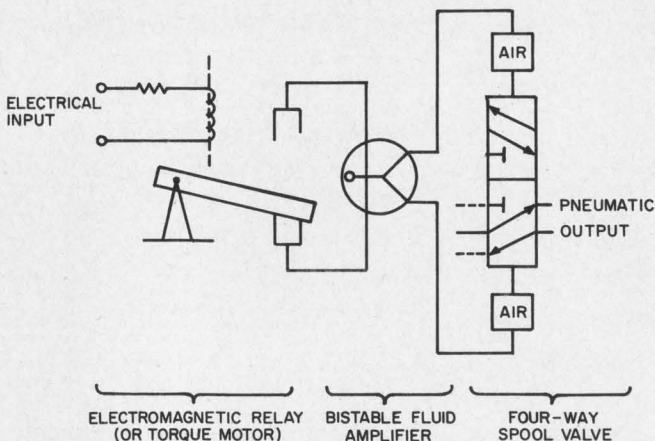 AIR
ELECTRICAL
INPUT
PNEUMATIC
OUTPUT
AIR
ELECTROMAGNETIC RELAY
(OR TORQUE MOTOR)
BISTABLE FLUID
AMPLIFIER
FOUR-WAY
SPOOL VALVE